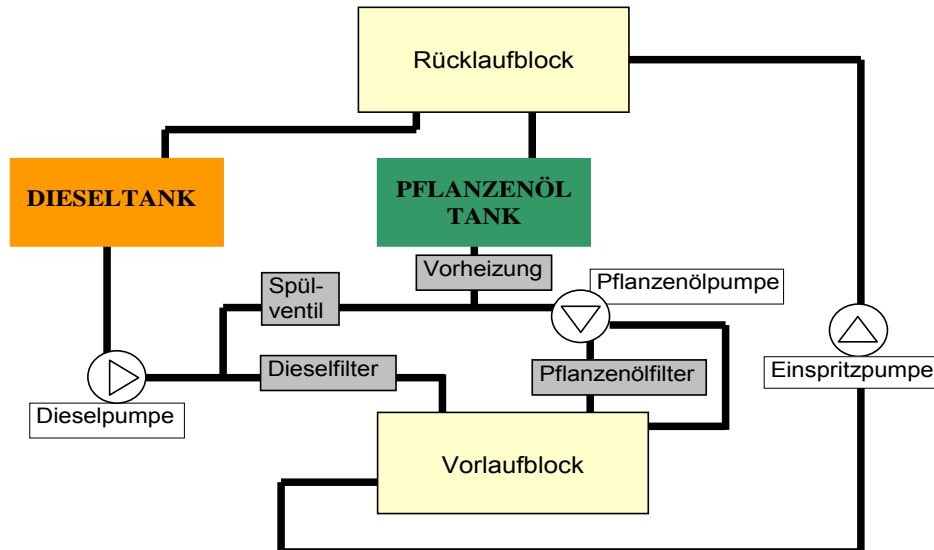 Rücklaufblock
DIESELTANK
PFLANZENÖL
TANK
Vorheizung
Pflanzenölpumpe
Spül-
ventil
Dieselfilter
Pflanzenölfilter
Einspritzpumpe
Dieselpumpe
Vorlaufblock